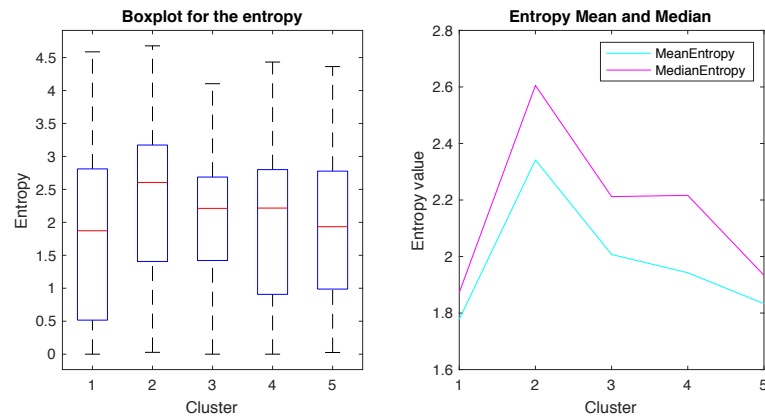 Boxplot for the entropy
Entropy
4.5
4
3.5
3
2.5
2
1.5
1
0.5
0
1 2 3 4 5
Cluster
Entropy Mean and Median
MeanEntropy
MedianEntropy
Entropy value
2.8
2.6
2.4
2.2
2
1.8
1.6
1 2 3 4 5
Cluster